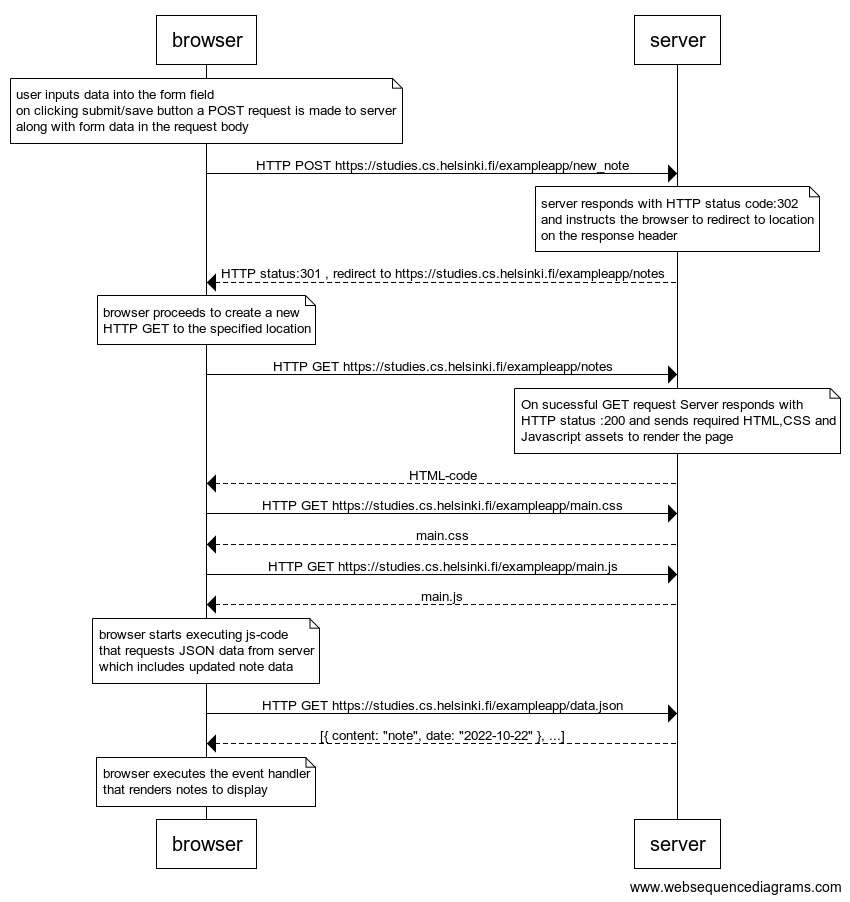 browser
server
user inputs data into the form field
on clicking submit/save button a POST request is made to server
along with form data in the request body
HTTP POST https://studies.cs.helsinki.fi/exampleapp/new_note
server responds with HTTP status code:302
and instructs the browser to redirect to location
on the response header
HTTP status:301 , redirect to https://studies.cs.helsinki.fi/exampleapp/notes
browser proceeds to create a new
HTTP GET to the specified location
HTTP GET https://studies.cs.helsinki.fi/exampleapp/notes
On sucessful GET request Server responds with
HTTP status :200 and sends required HTML,CSS and
Javascript assets to render the page
HTML-code
HTTP GET https://studies.cs.helsinki.fi/exampleapp/main.css
main.css
HTTP GET https://studies.cs.helsinki.fi/exampleapp/main.js
main.js
browser starts executing js-code
that requests JSON data from server
which includes updated note data
HTTP GET https://studies.cs.helsinki.fi/exampleapp/data.json
[{ content: "note", date: "2022-10-22" }, ...]
browser executes the event handler
that renders notes to display
browser
server
www.websequencediagrams.com